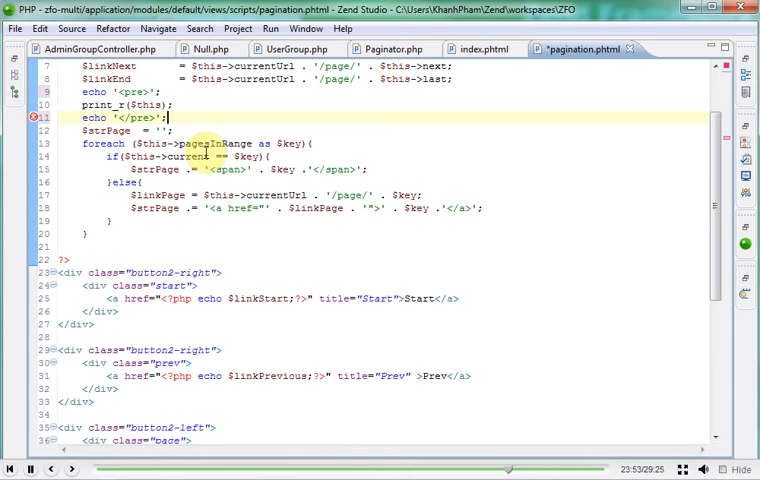 PHP - zfo-multi/application/modules/default/views/scripts/pagination.phtml - Zend Studio - C:\Users\KhanhPham\Zend\workspaces\ZFO
File Edit Source Refactor Navigate Search Project Run Window Help
AdminGroupController.php Null.php UserGroup.php Paginator.php index.phtml *pagination.phtml
7 $linkNext = $this->currentUrl . '/page/' . $this->next;
8 $linkEnd = $this->currentUrl . '/page/' . $this->last;
9 echo '<pre>';
10 print_r($this);
11 echo '</pre>';
12 $strPage = '';
13 foreach ($this->pagesInRange as $key){
14 if($this->current == $key){
15 $strPage .= '<span>' . $key .'</span>';
16 }else{
17 $linkPage = $this->currentUrl . '/page/' . $key;
18 $strPage .= '<a href="' . $linkPage . '">' . $key .'</a>';
19 }
20 }
21
22 ?>
23 <div class="button2-right">
24 <div class="start">
25 <a href="<?php echo $linkStart;?>" title="Start">Start</a>
26 </div>
27 </div>
28
29 <div class="button2-right">
30 <div class="prev">
31 <a href="<?php echo $linkPrevious;?>" title="Prev" >Prev</a>
32 </div>
33 </div>
34
35 <div class="button2-left">
36 <div class="page">
23:53/29:25 Hide